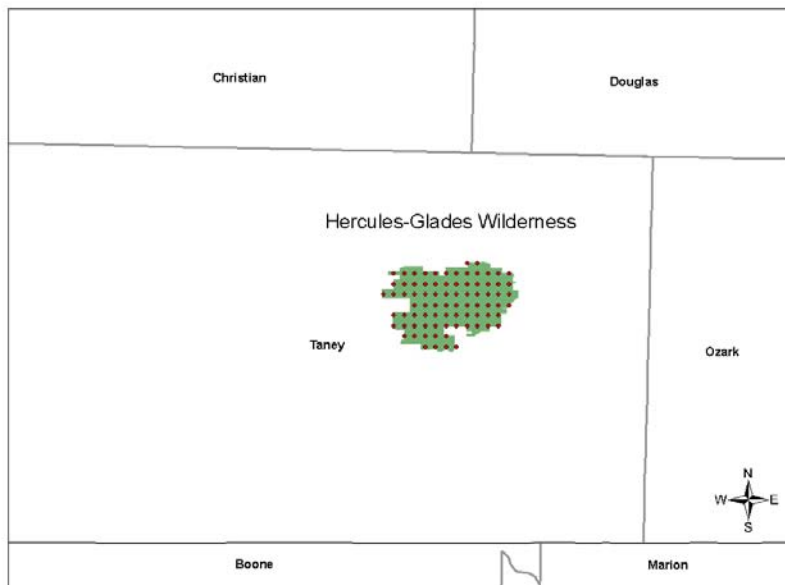 Christian
Douglas
Hercules-Glades Wilderness
Taney
Ozark
N
W E
S
Boone
Marion